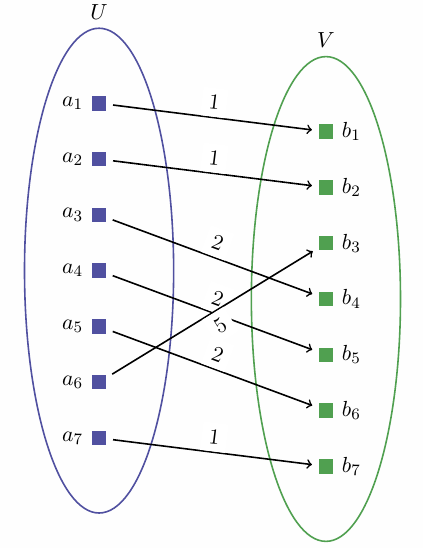 U
V
a₁
1
b₁
a₂
1
b₂
a₃
2
b₃
a₄
2
b₄
5
a₅
2
b₅
a₆
b₆
a₇
1
b₇